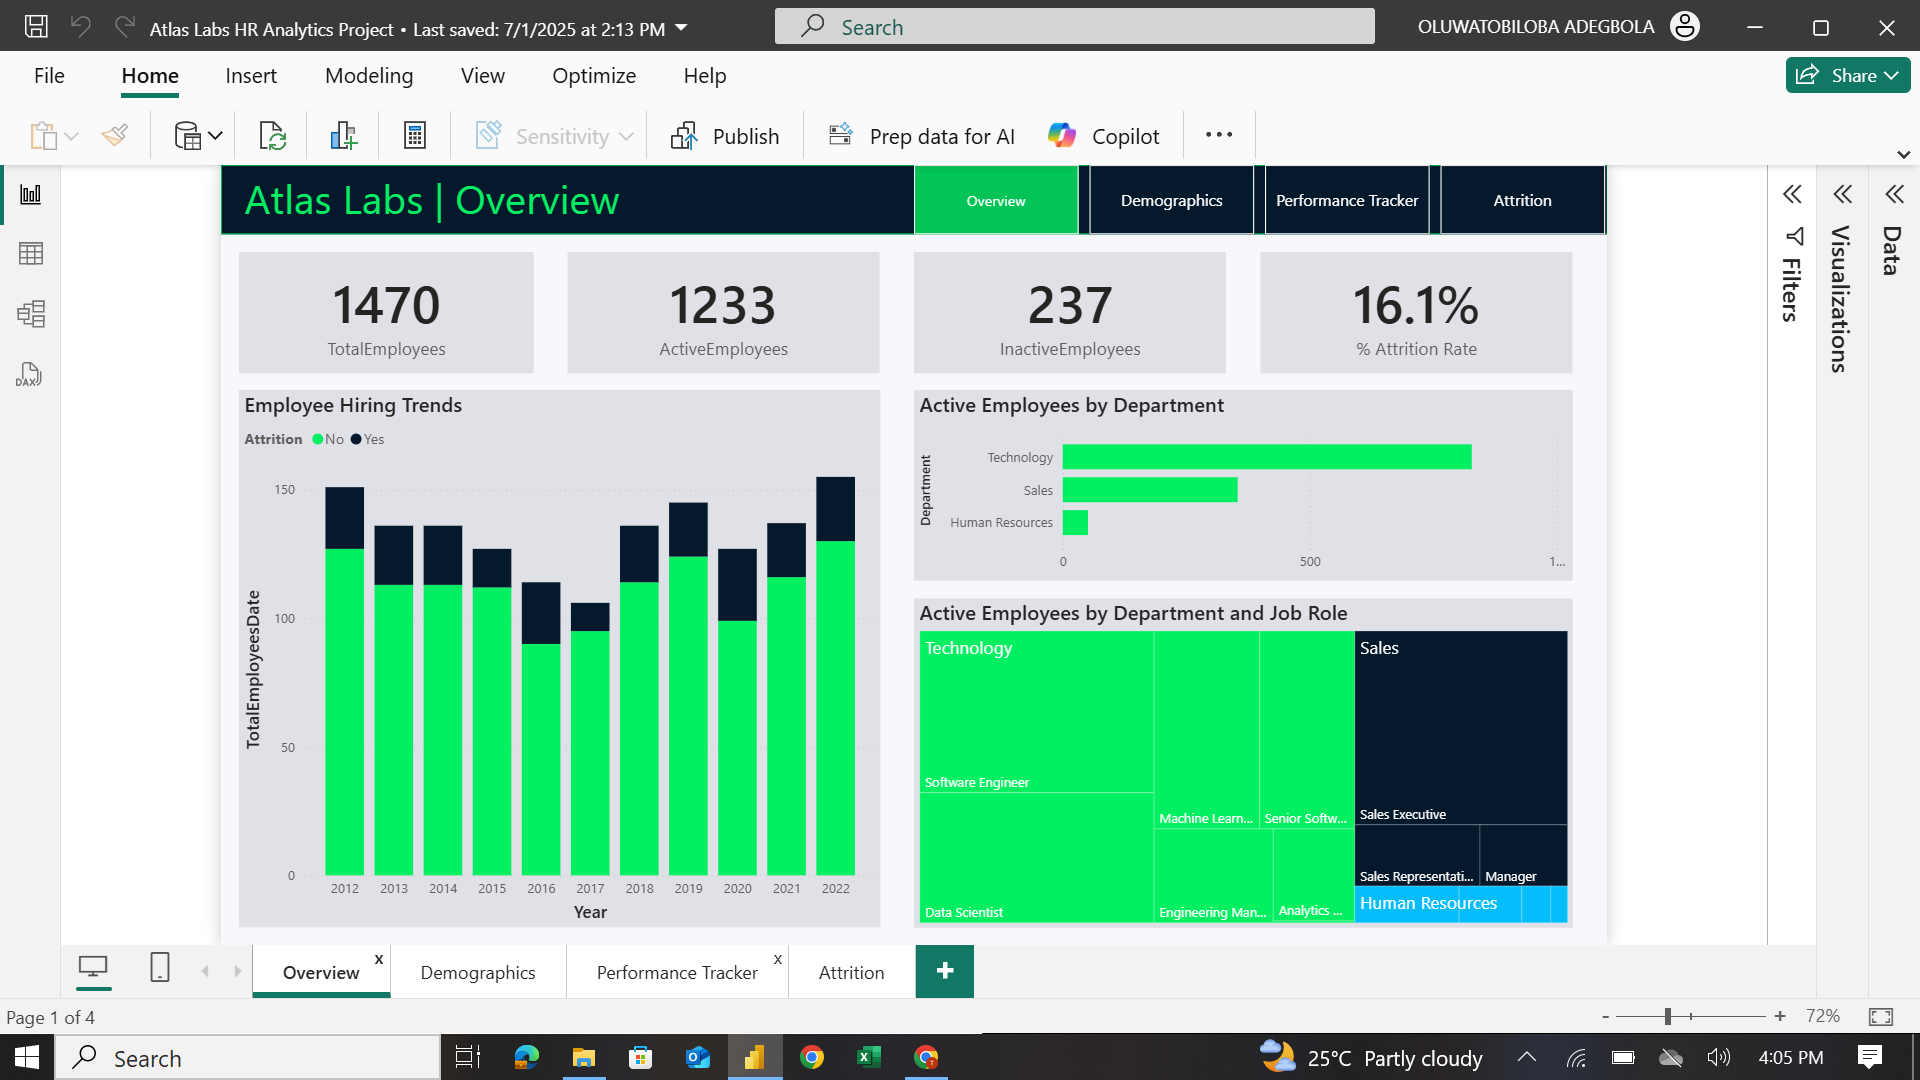 Atlas Labs HR Analytics Project • Last saved: 7/1/2025 at 2:13 PM
Search
OLUWATOBILOBA ADEGBOLA
File
Home
Insert
Modeling
View
Optimize
Help
Share
Sensitivity
Publish
Prep data for AI
Copilot
DAX
Atlas Labs | Overview
Overview
Demographics
Performance Tracker
Attrition
1470
TotalEmployees
1233
ActiveEmployees
237
InactiveEmployees
16.1%
% Attrition Rate
Employee Hiring Trends
Attrition No Yes
TotalEmployeesDate
150
100
50
0
2012 2013 2014 2015 2016 2017 2018 2019 2020 2021 2022
Year
Active Employees by Department
Department
Technology
Sales
Human Resources
0 500 1...
Active Employees by Department and Job Role
Technology
Software Engineer
Data Scientist
Machine Learn...
Senior Softw...
Engineering Man...
Analytics ...
Sales
Sales Executive
Sales Representati...
Manager
Human Resources
Filters
Visualizations
Data
Overview x
Demographics
Performance Tracker x
Attrition
+
Page 1 of 4
- + 72%
Search
25°C Partly cloudy
4:05 PM